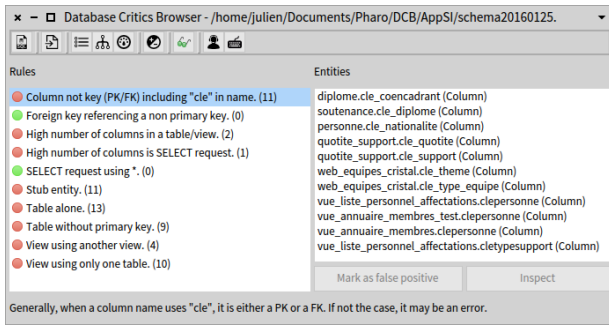 Database Critics Browser - /home/julien/Documents/Pharo/DCB/AppSI/schema20160125.
Rules
Entities
Column not key (PK/FK) including "cle" in name. (11)
Foreign key referencing a non primary key. (0)
High number of columns in a table/view. (2)
High number of columns is SELECT request. (1)
SELECT request using *. (0)
Stub entity. (11)
Table alone. (13)
Table without primary key. (9)
View using another view. (4)
View using only one table. (10)
diplome.cle_coencadrant (Column)
soutenance.cle_diplome (Column)
personne.cle_nationalite (Column)
quotite_support.cle_quotite (Column)
quotite_support.cle_support (Column)
web_equipes_cristal.cle_theme (Column)
web_equipes_cristal.cle_type_equipe (Column)
vue_liste_personnel_affectations.clepersonne (Column)
vue_annuaire_membres_test.clepersonne (Column)
vue_annuaire_membres.clepersonne (Column)
vue_liste_personnel_affectations.cletypesupport (Column)
Mark as false positive
Inspect
Generally, when a column name uses "cle", it is either a PK or a FK. If not the case, it may be an error.